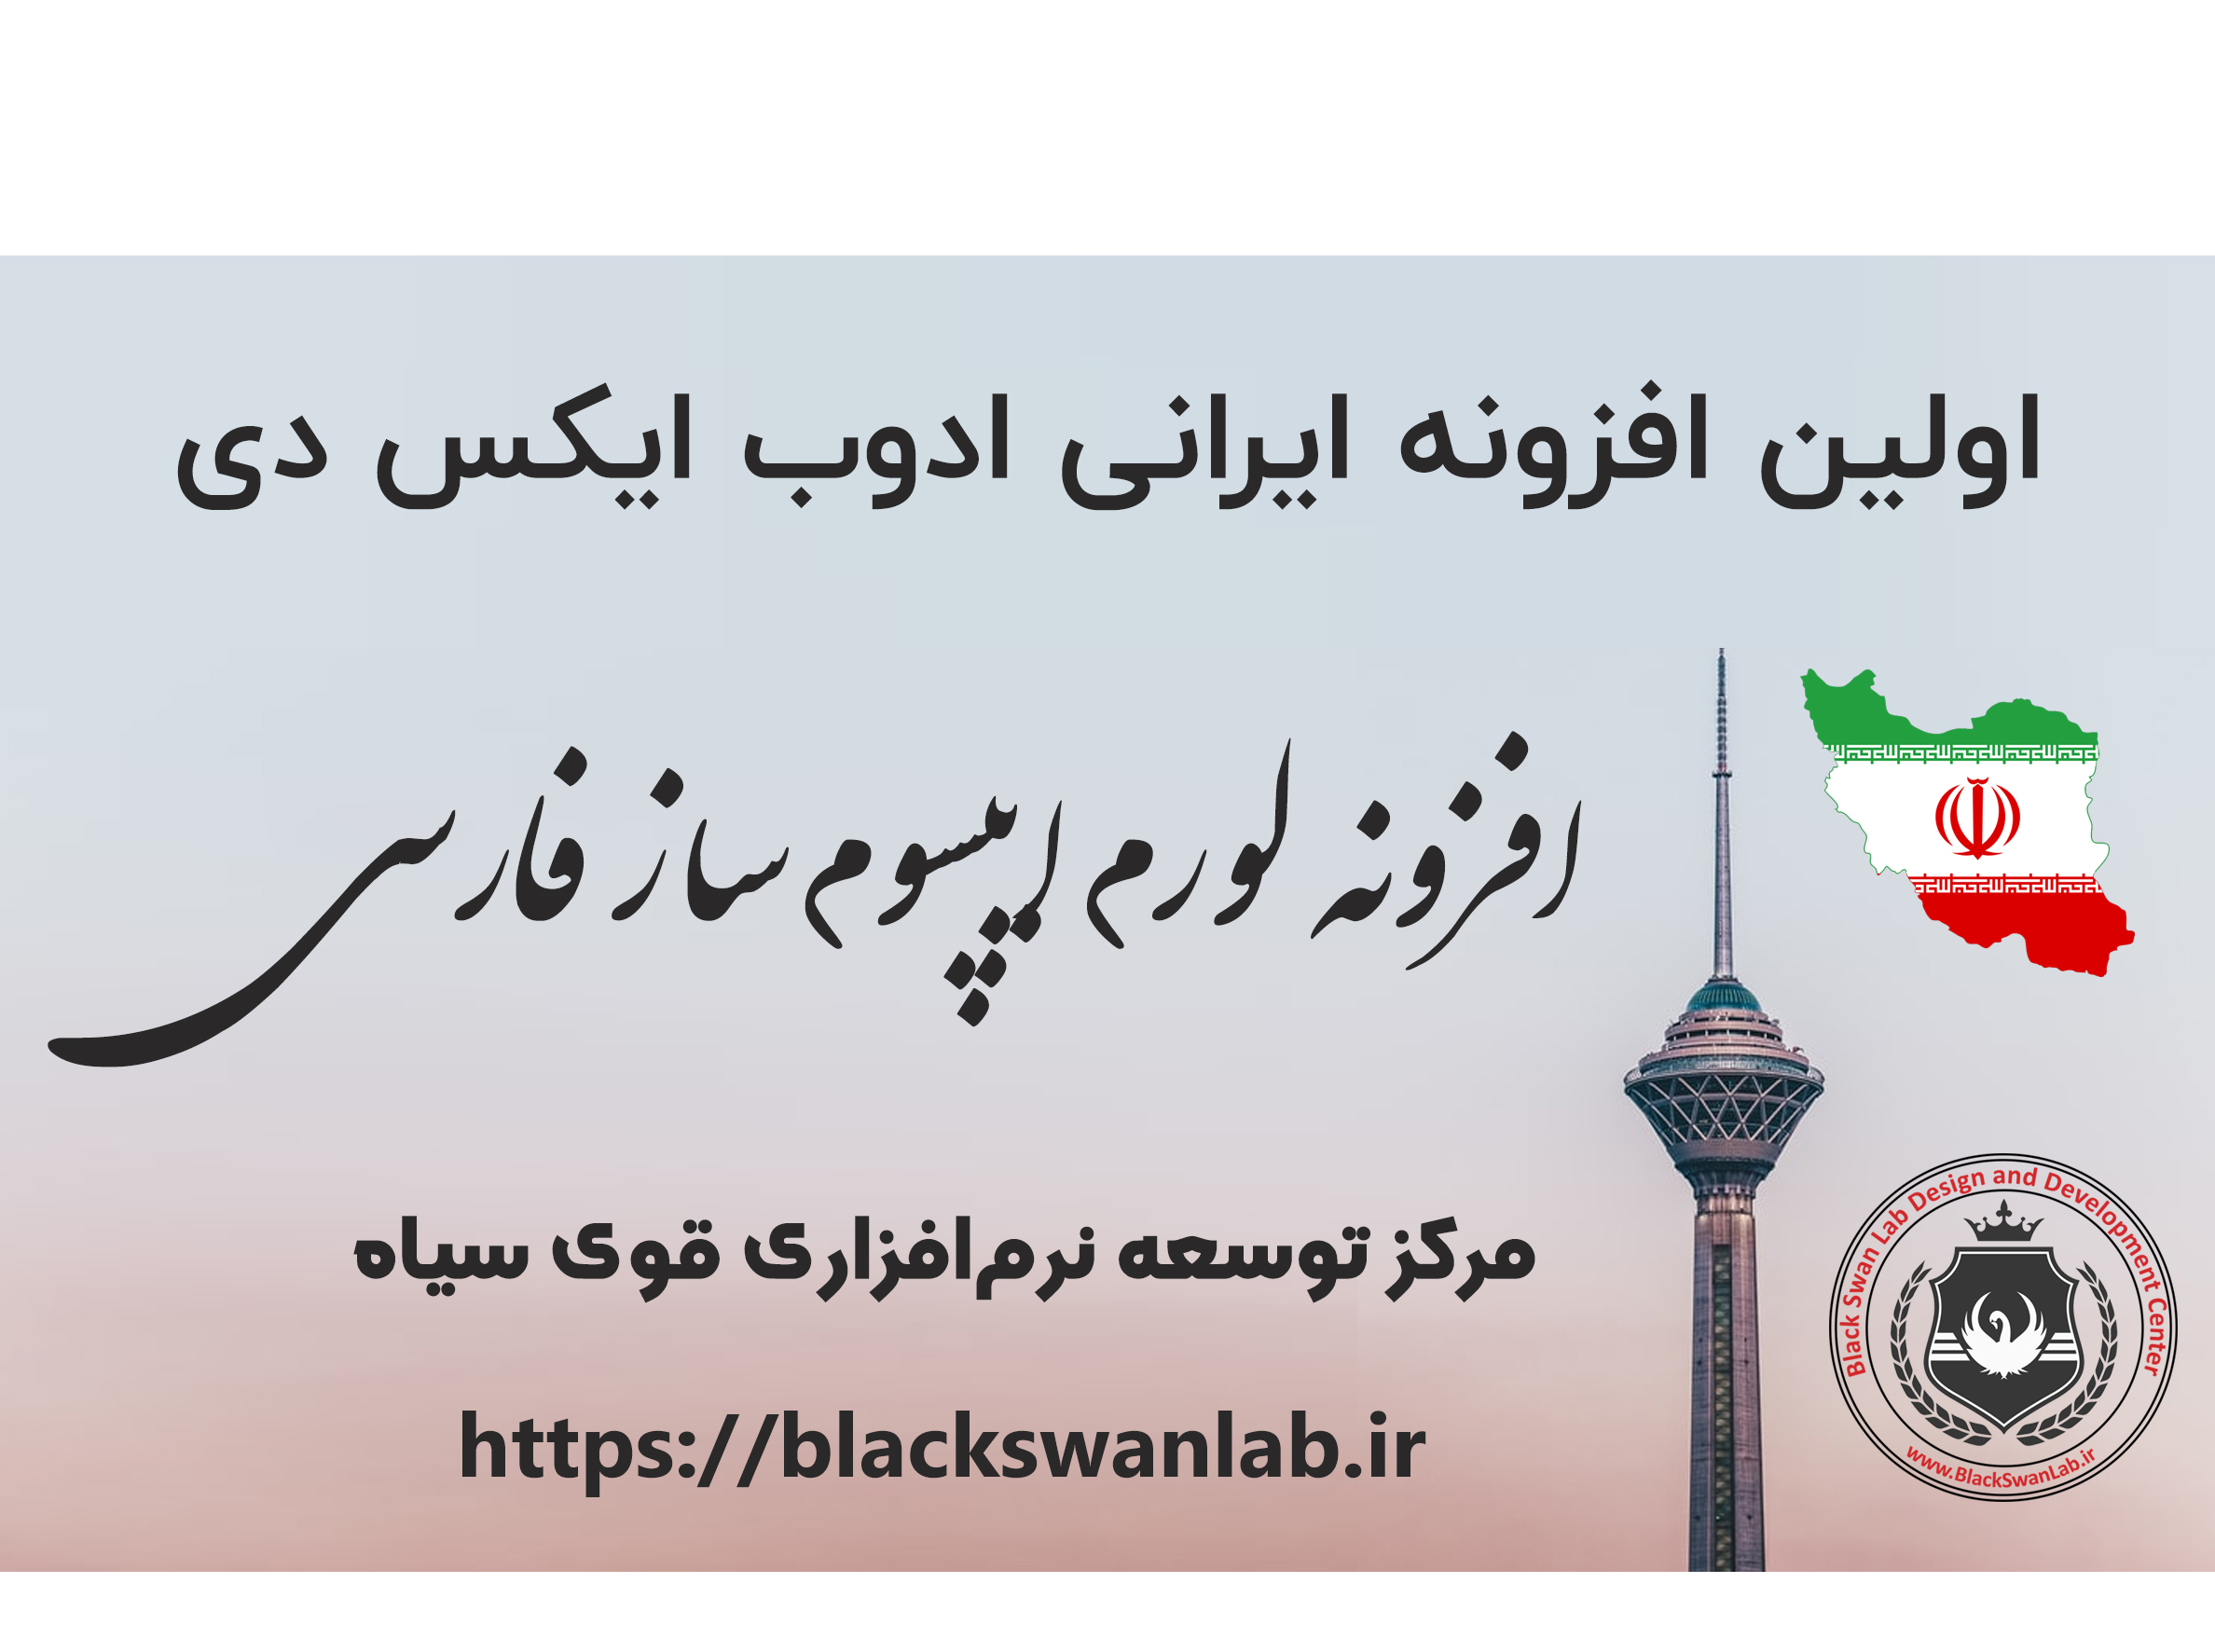 اولین افزونه ایرانی ادوب ایکس دی
افزونه لورم ایپسوم ساز فارسی
مرکز توسعه نرم‌افزاری قوی سیاه
https://blackswanlab.ir
Black Swan Lab Design and Development Center
www.BlackSwanLab.ir